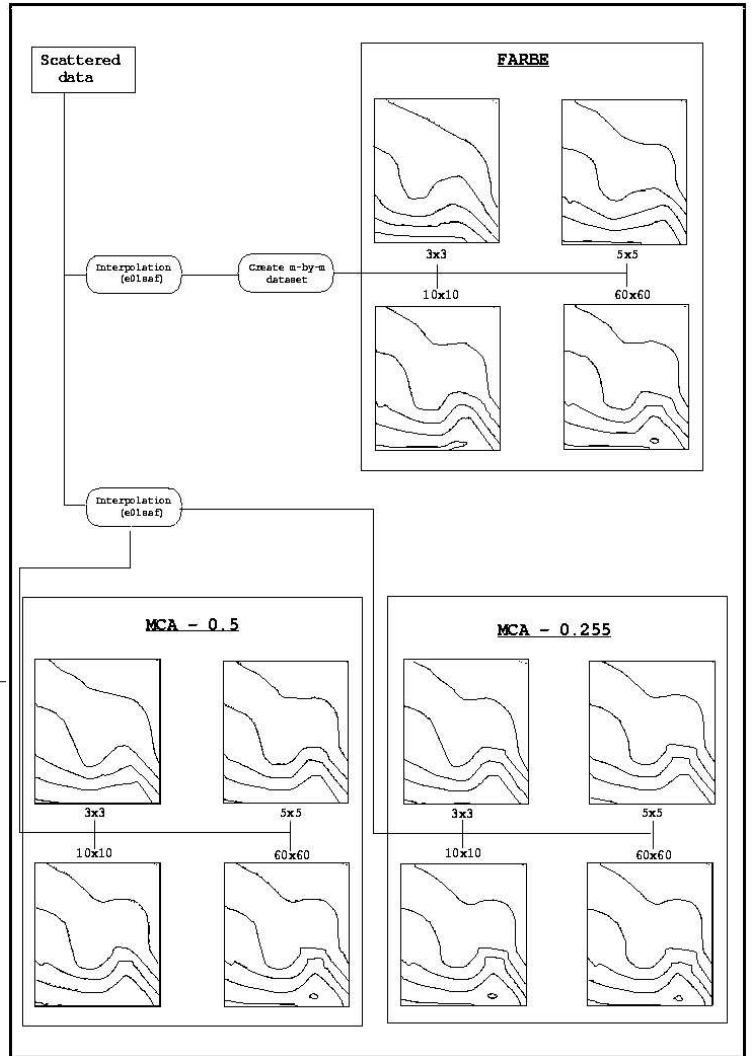 Scattered
data
FARBE
3x3
5x5
Interpolation
(e01saf)
Create m-by-m
dataset
10x10
60x60
Interpolation
(e01saf)
MCA - 0.5
3x3
5x5
10x10
60x60
MCA - 0.255
3x3
5x5
10x10
60x60